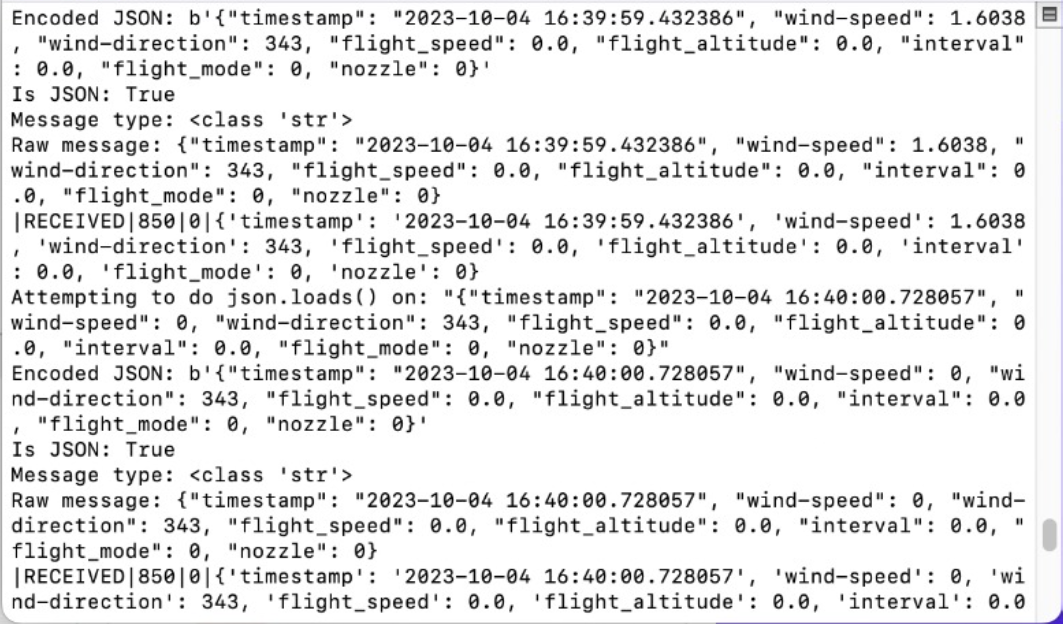 Encoded JSON: b'{"timestamp": "2023-10-04 16:39:59.432386", "wind-speed": 1.6038
, "wind-direction": 343, "flight_speed": 0.0, "flight_altitude": 0.0, "interval"
: 0.0, "flight_mode": 0, "nozzle": 0}'
Is JSON: True
Message type: <class 'str'>
Raw message: {"timestamp": "2023-10-04 16:39:59.432386", "wind-speed": 1.6038, "
wind-direction": 343, "flight_speed": 0.0, "flight_altitude": 0.0, "interval": 0
.0, "flight_mode": 0, "nozzle": 0}
|RECEIVED|850|0|{'timestamp': '2023-10-04 16:39:59.432386', 'wind-speed': 1.6038
, 'wind-direction': 343, 'flight_speed': 0.0, 'flight_altitude': 0.0, 'interval'
: 0.0, 'flight_mode': 0, 'nozzle': 0}
Attempting to do json.loads() on: "{"timestamp": "2023-10-04 16:40:00.728057", "
wind-speed": 0, "wind-direction": 343, "flight_speed": 0.0, "flight_altitude": 0
.0, "interval": 0.0, "flight_mode": 0, "nozzle": 0}"
Encoded JSON: b'{"timestamp": "2023-10-04 16:40:00.728057", "wind-speed": 0, "wi
nd-direction": 343, "flight_speed": 0.0, "flight_altitude": 0.0, "interval": 0.0
, "flight_mode": 0, "nozzle": 0}'
Is JSON: True
Message type: <class 'str'>
Raw message: {"timestamp": "2023-10-04 16:40:00.728057", "wind-speed": 0, "wind-
direction": 343, "flight_speed": 0.0, "flight_altitude": 0.0, "interval": 0.0, "
flight_mode": 0, "nozzle": 0}
|RECEIVED|850|0|{'timestamp': '2023-10-04 16:40:00.728057', 'wind-speed': 0, 'wi
nd-direction': 343, 'flight_speed': 0.0, 'flight_altitude': 0.0, 'interval': 0.0